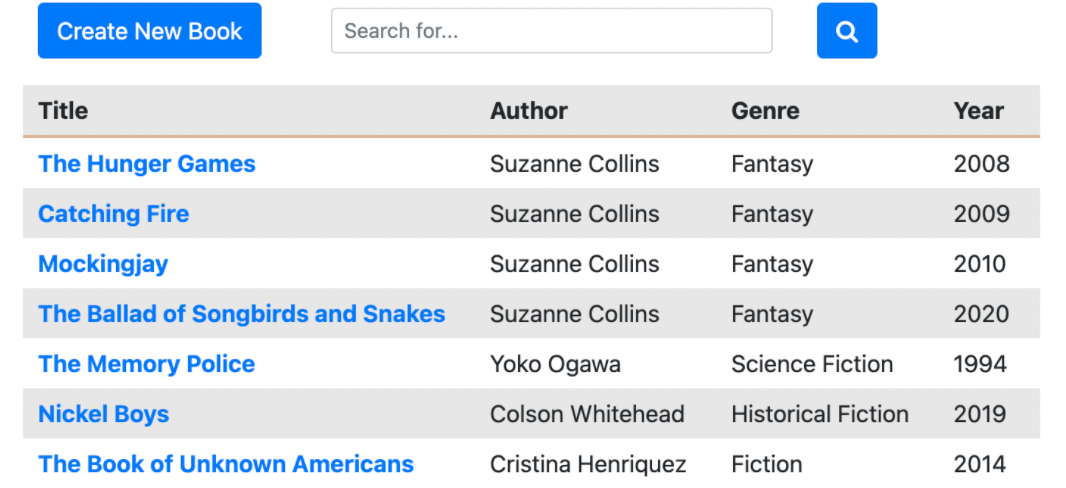 Create New Book Search for...
Title Author Genre Year
The Hunger Games Suzanne Collins Fantasy 2008
Catching Fire Suzanne Collins Fantasy 2009
Mockingjay Suzanne Collins Fantasy 2010
The Ballad of Songbirds and Snakes Suzanne Collins Fantasy 2020
The Memory Police Yoko Ogawa Science Fiction 1994
Nickel Boys Colson Whitehead Historical Fiction 2019
The Book of Unknown Americans Cristina Henriquez Fiction 2014